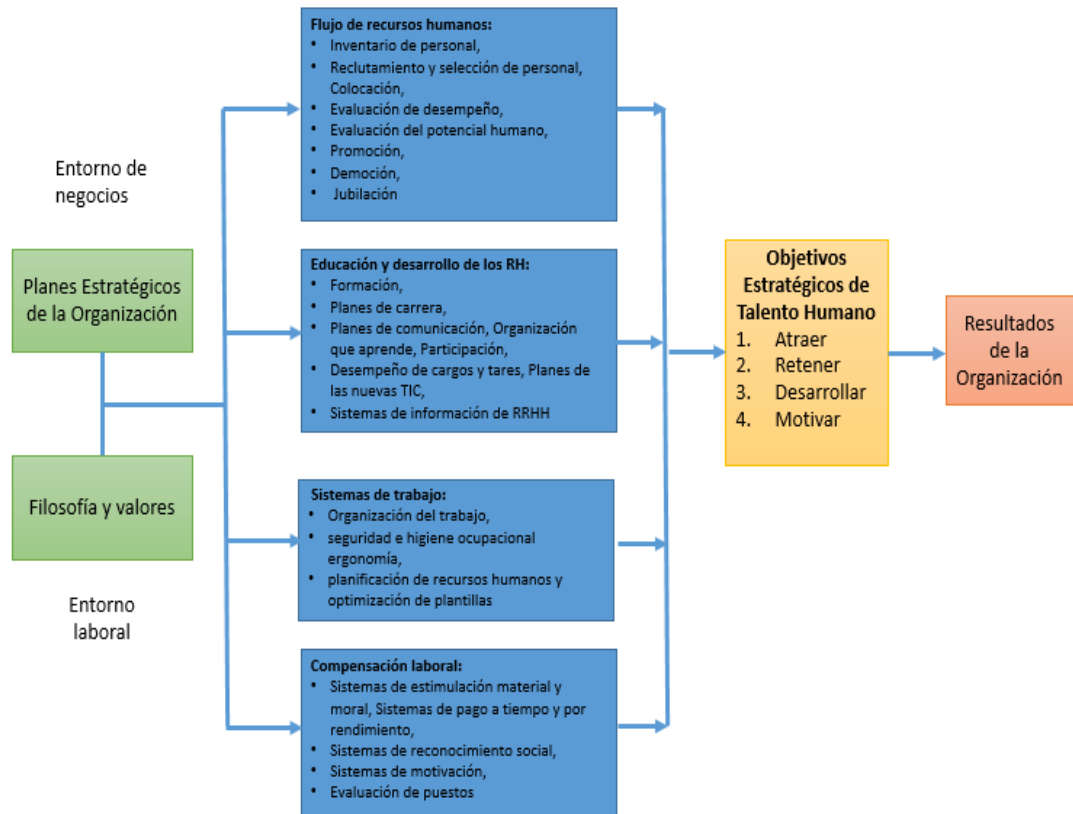 Entorno de
negocios
Planes Estratégicos
de la Organización
Filosofía y valores
Entorno
laboral
Flujo de recursos humanos:
• Inventario de personal,
• Reclutamiento y selección de personal,
Colocación,
• Evaluación de desempeño,
• Evaluación del potencial humano,
• Promoción,
• Democión,
• Jubilación
Educación y desarrollo de los RH:
• Formación,
• Planes de carrera,
• Planes de comunicación, Organización
que aprende, Participación,
• Desempeño de cargos y tares, Planes de
las nuevas TIC,
• Sistemas de información de RRHH
Sistemas de trabajo:
• Organización del trabajo,
• seguridad e higiene ocupacional
ergonomía,
• planificación de recursos humanos y
optimización de plantillas
Compensación laboral:
• Sistemas de estimulación material y
moral, Sistemas de pago a tiempo y por
rendimiento,
• Sistemas de reconocimiento social,
• Sistemas de motivación,
• Evaluación de puestos
Objetivos
Estratégicos de
Talento Humano
1. Atraer
2. Retener
3. Desarrollar
4. Motivar
Resultados
de la
Organización